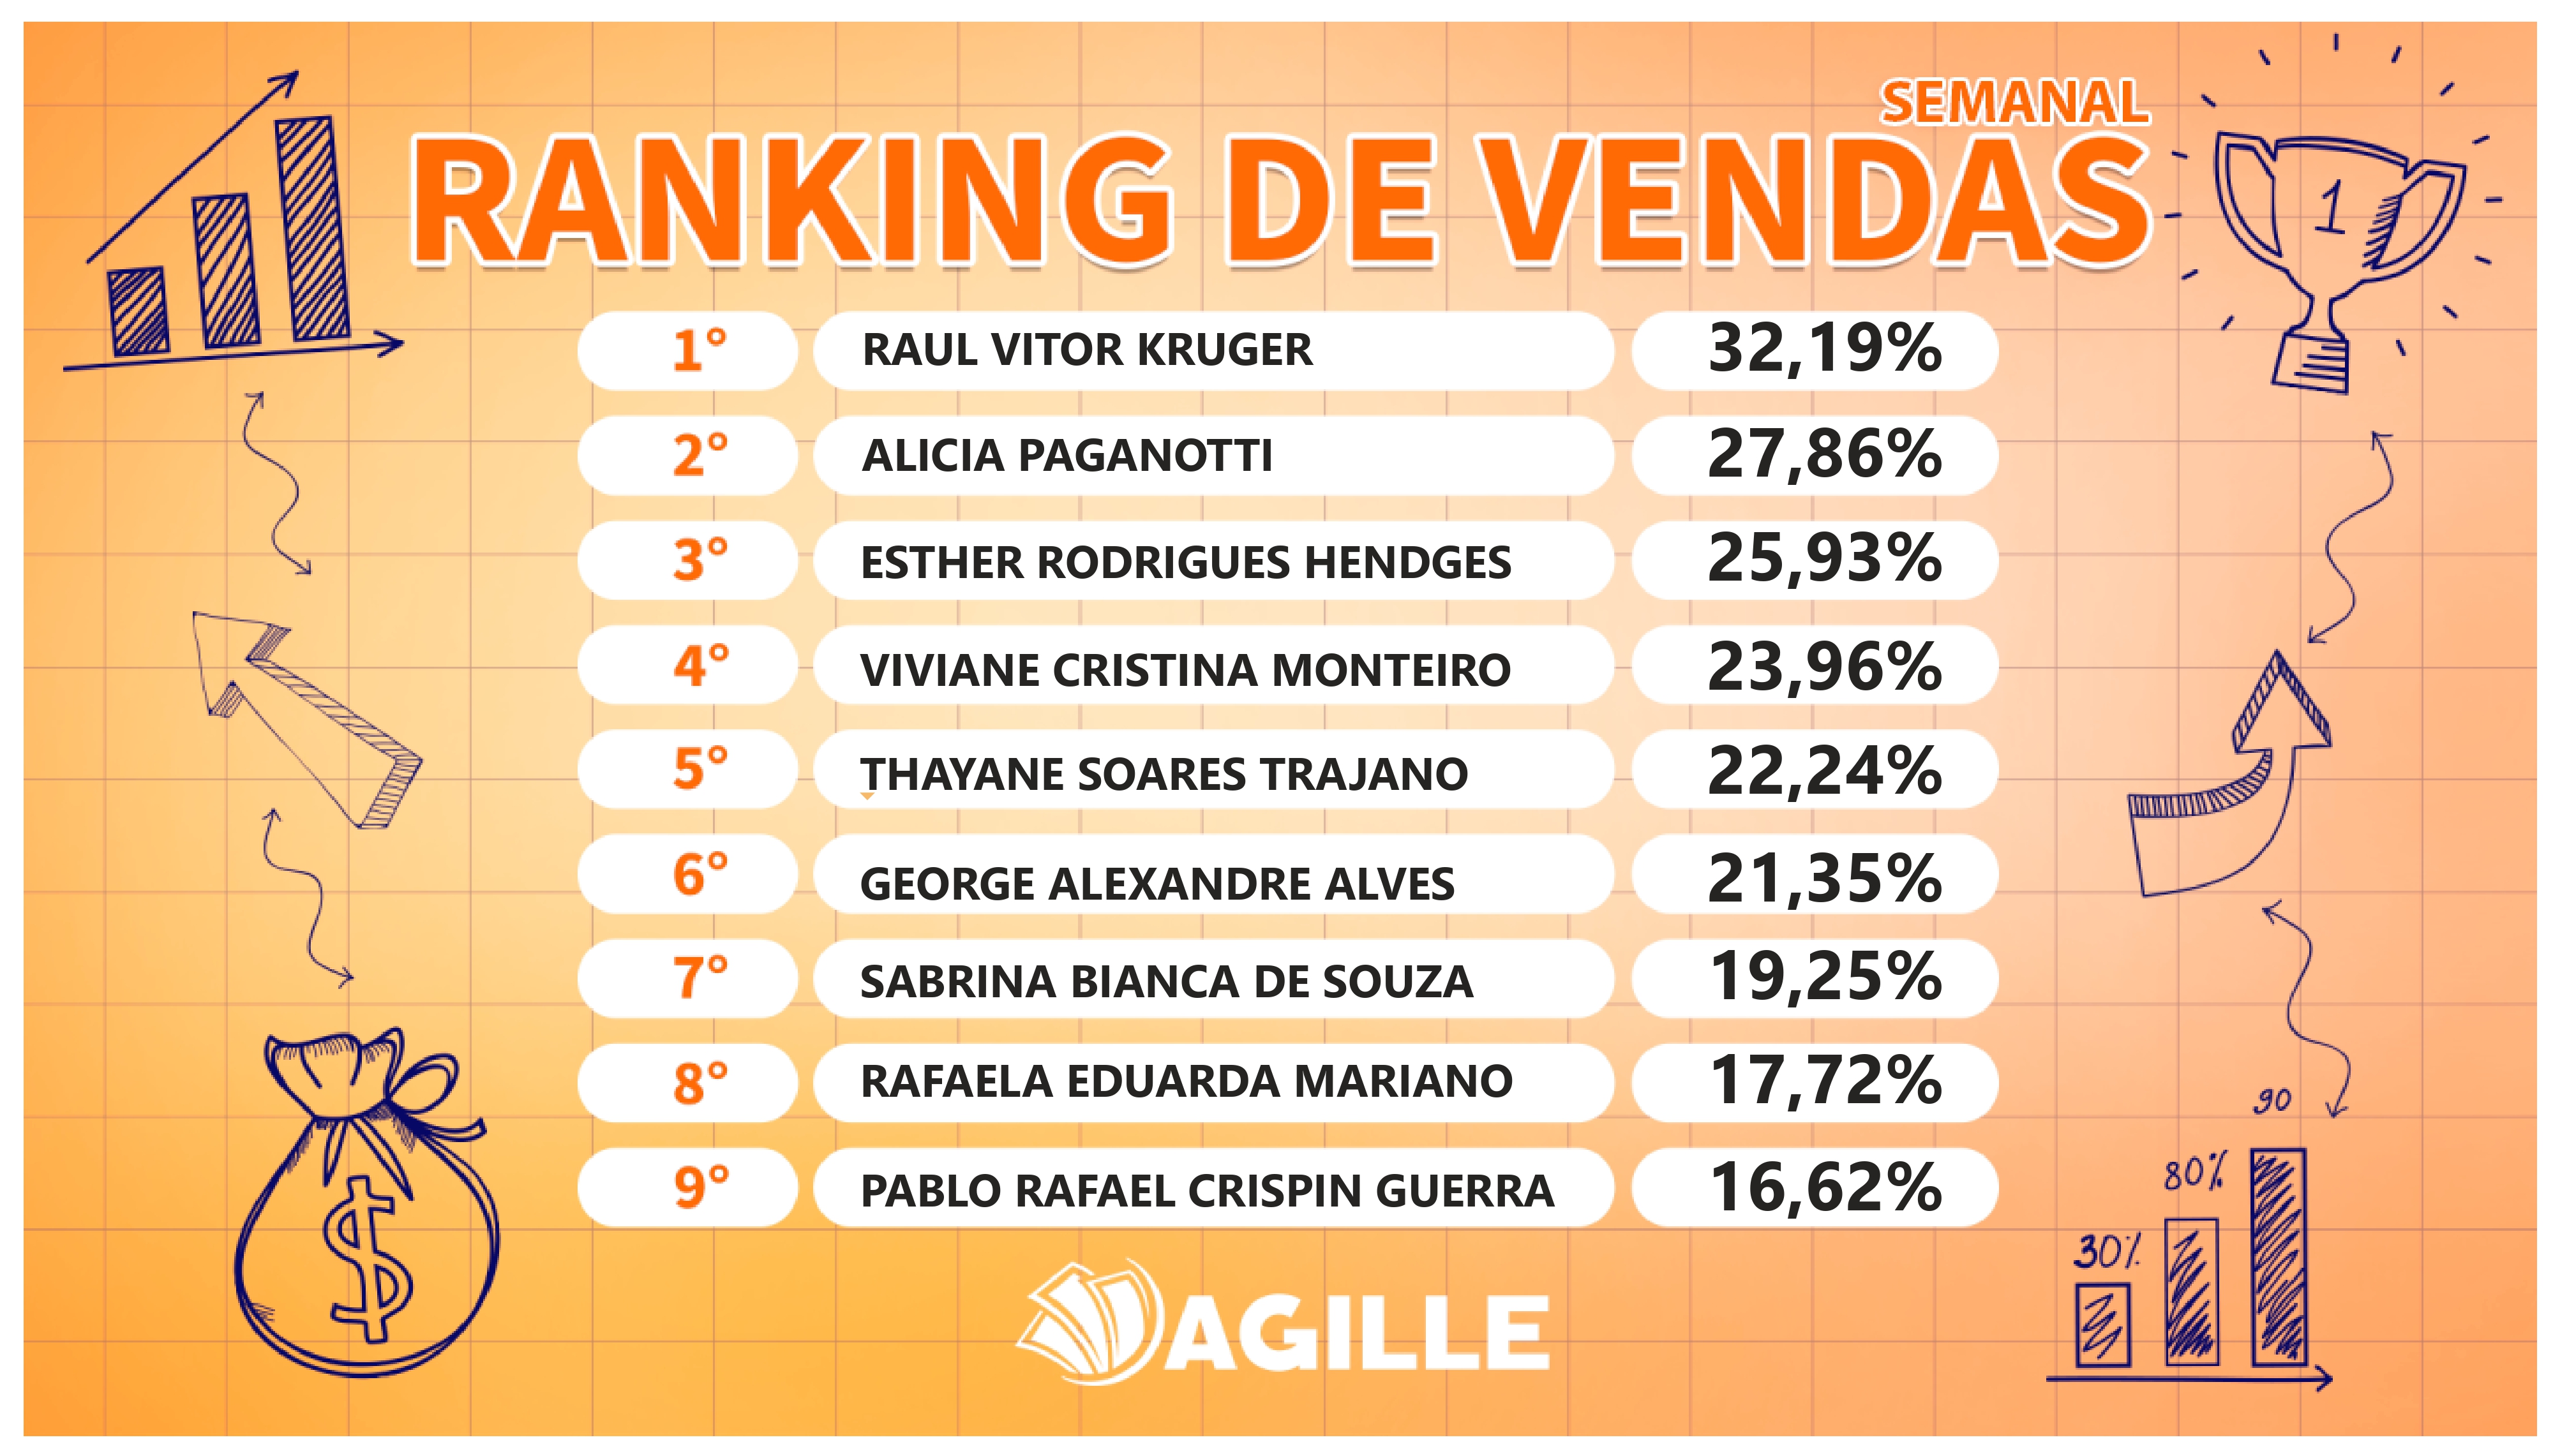 SEMANAL
RANKING DE VENDAS
1° RAUL VITOR KRUGER 32,19%
2° ALICIA PAGANOTTI 27,86%
3° ESTHER RODRIGUES HENDGES 25,93%
4° VIVIANE CRISTINA MONTEIRO 23,96%
5° THAYANE SOARES TRAJANO 22,24%
6° GEORGE ALEXANDRE ALVES 21,35%
7° SABRINA BIANCA DE SOUZA 19,25%
8° RAFAELA EDUARDA MARIANO 17,72%
9° PABLO RAFAEL CRISPIN GUERRA 16,62%
AGILLE
1
$
90
80%
30%